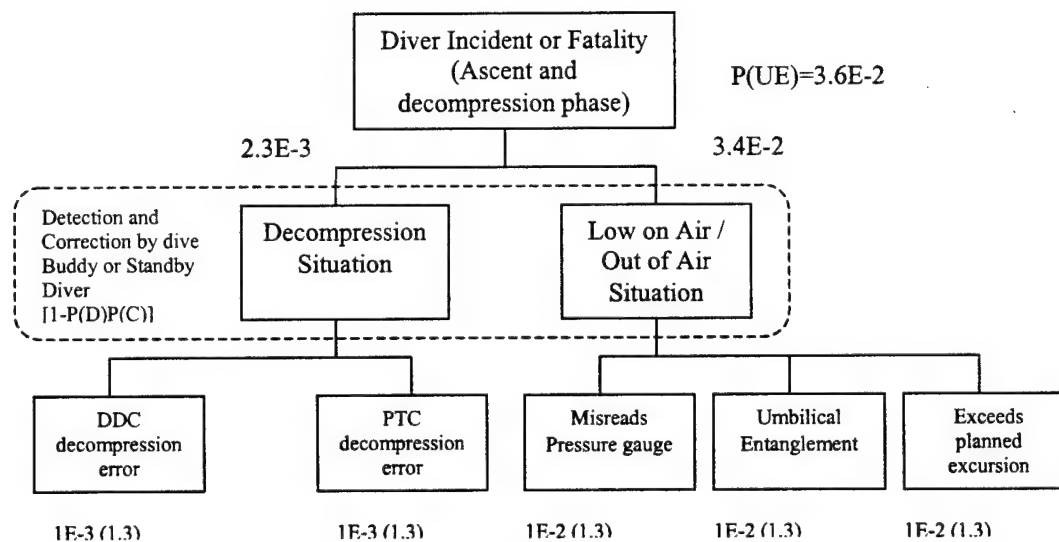 Diver Incident or Fatality
(Ascent and
decompression phase)
P(UE)=3.6E-2
2.3E-3
3.4E-2
Detection and
Correction by dive
Buddy or Standby
Diver
[1-P(D)P(C)]
Decompression
Situation
Low on Air /
Out of Air
Situation
DDC
decompression
error
PTC
decompression
error
Misreads
Pressure gauge
Umbilical
Entanglement
Exceeds
planned
excursion
1E-3 (1.3)
1E-3 (1.3)
1E-2 (1.3)
1E-2 (1.3)
1E-2 (1.3)